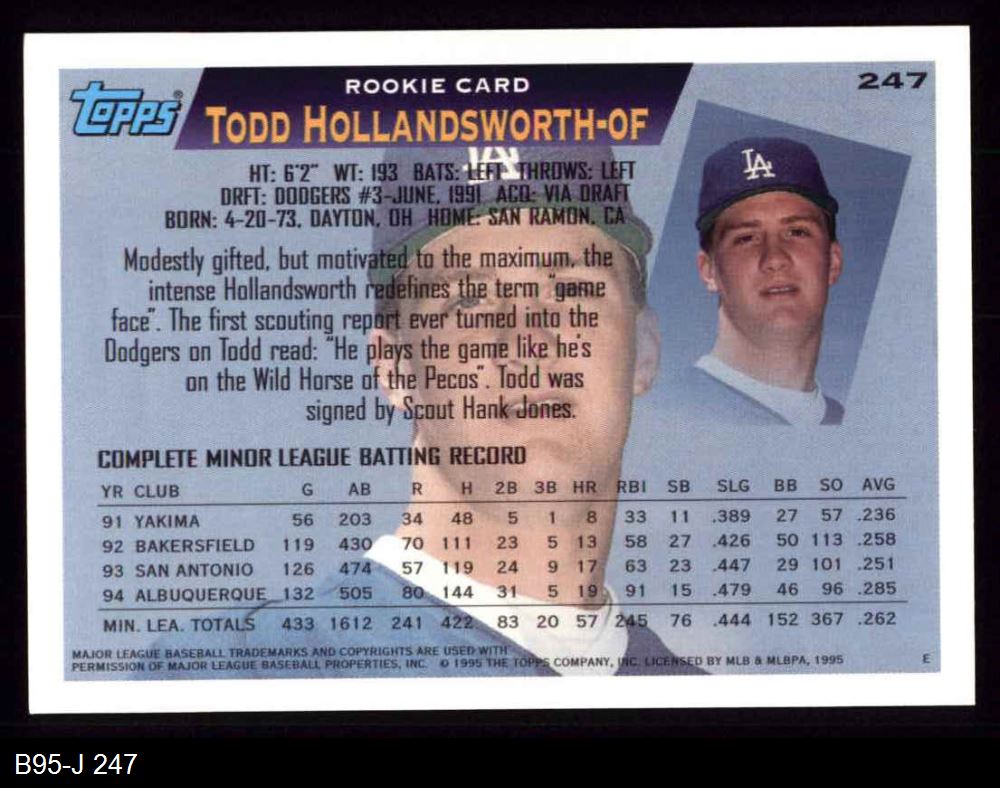 ROOKIE CARD
247
TOPPS®
TODD HOLLANDSWORTH-OF
HT: 6'2" WT: 193 BATS: LEFT THROWS: LEFT
DRFT: DODGERS #3-JUNE, 1991 ACQ: VIA DRAFT
BORN: 4-20-73, DAYTON, OH HOME: SAN RAMON, CA
LA
LA
Modestly gifted, but motivated to the maximum, the
intense Hollandsworth redefines the term "game
face". The first scouting report ever turned into the
Dodgers on Todd read: "He plays the game like he's
on the Wild Horse of the Pecos". Todd was
signed by Scout Hank Jones.
COMPLETE MINOR LEAGUE BATTING RECORD
YR CLUB G AB R H 2B 3B HR RBI SB SLG BB SO AVG
91 YAKIMA 56 203 34 48 5 1 8 33 11 .389 27 57 .236
92 BAKERSFIELD 119 430 70 111 23 5 13 58 27 .426 50 113 .258
93 SAN ANTONIO 126 474 57 119 24 9 17 63 23 .447 29 101 .251
94 ALBUQUERQUE 132 505 80 144 31 5 19 91 15 .479 46 96 .285
MIN. LEA. TOTALS 433 1612 241 422 83 20 57 245 76 .444 152 367 .262
MAJOR LEAGUE BASEBALL TRADEMARKS AND COPYRIGHTS ARE USED WITH
PERMISSION OF MAJOR LEAGUE BASEBALL PROPERTIES, INC. © 1995 THE TOPPS COMPANY, INC. LICENSED BY MLB & MLBPA, 1995 E
B95-J 247